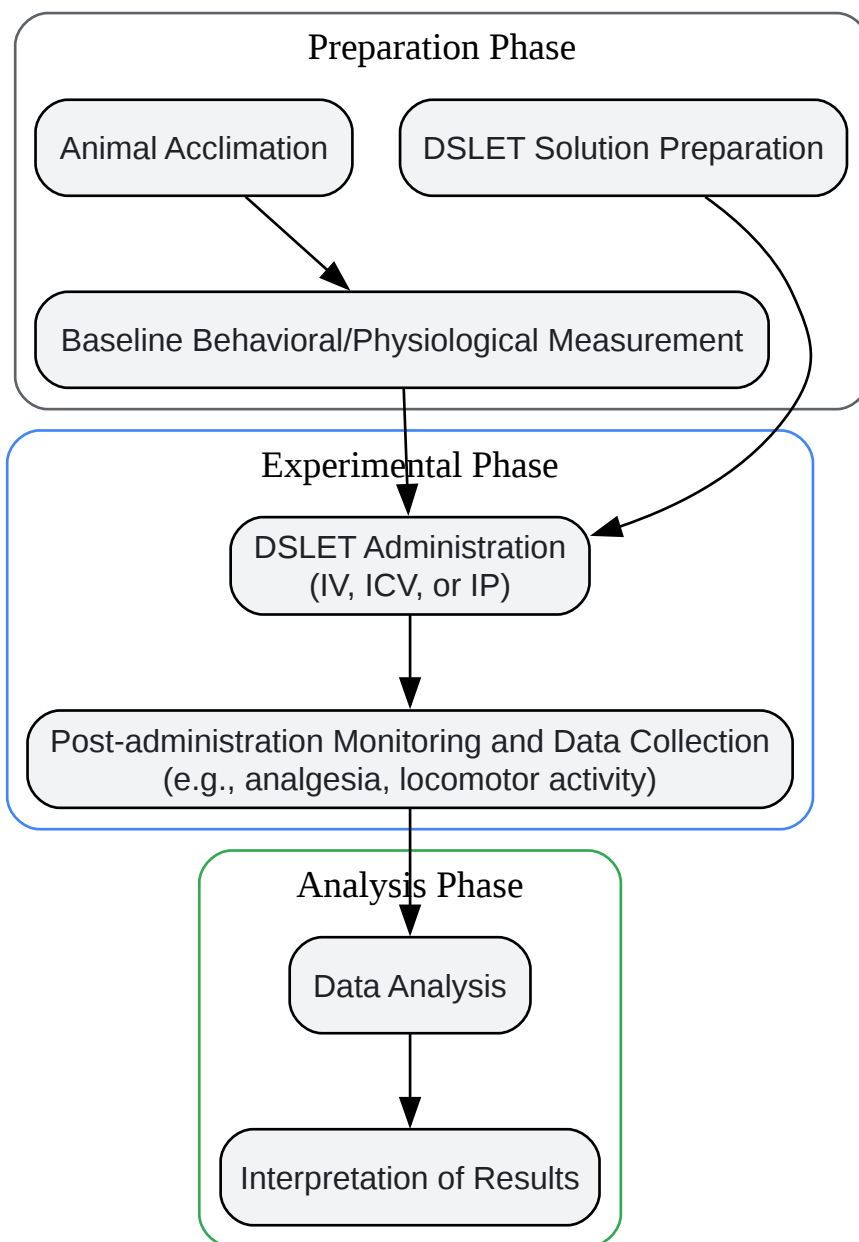 Preparation Phase
Animal Acclimation
DSLET Solution Preparation
Baseline Behavioral/Physiological Measurement
Experimental Phase
DSLET Administration
(IV, ICV, or IP)
Post-administration Monitoring and Data Collection
(e.g., analgesia, locomotor activity)
Analysis Phase
Data Analysis
Interpretation of Results